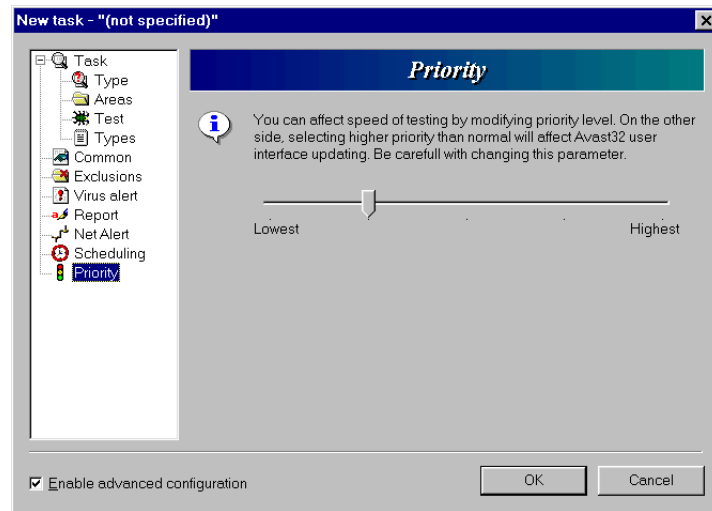 New task - "(not specified)"
Task
Type
Areas
Test
Types
Common
Exclusions
Virus alert
Report
Net Alert
Scheduling
Priority
Priority
You can affect speed of testing by modifying priority level. On the other
side, selecting higher priority than normal will affect Avast32 user
interface updating. Be carefull with changing this parameter.
Lowest
Highest
Enable advanced configuration
OK
Cancel